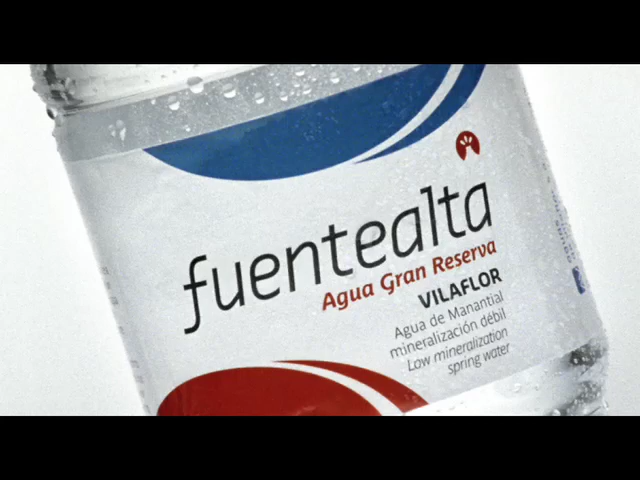 fuentealta
Agua Gran Reserva
VILAFLOR
Agua de Manantial
mineralización débil
Low mineralization
spring water